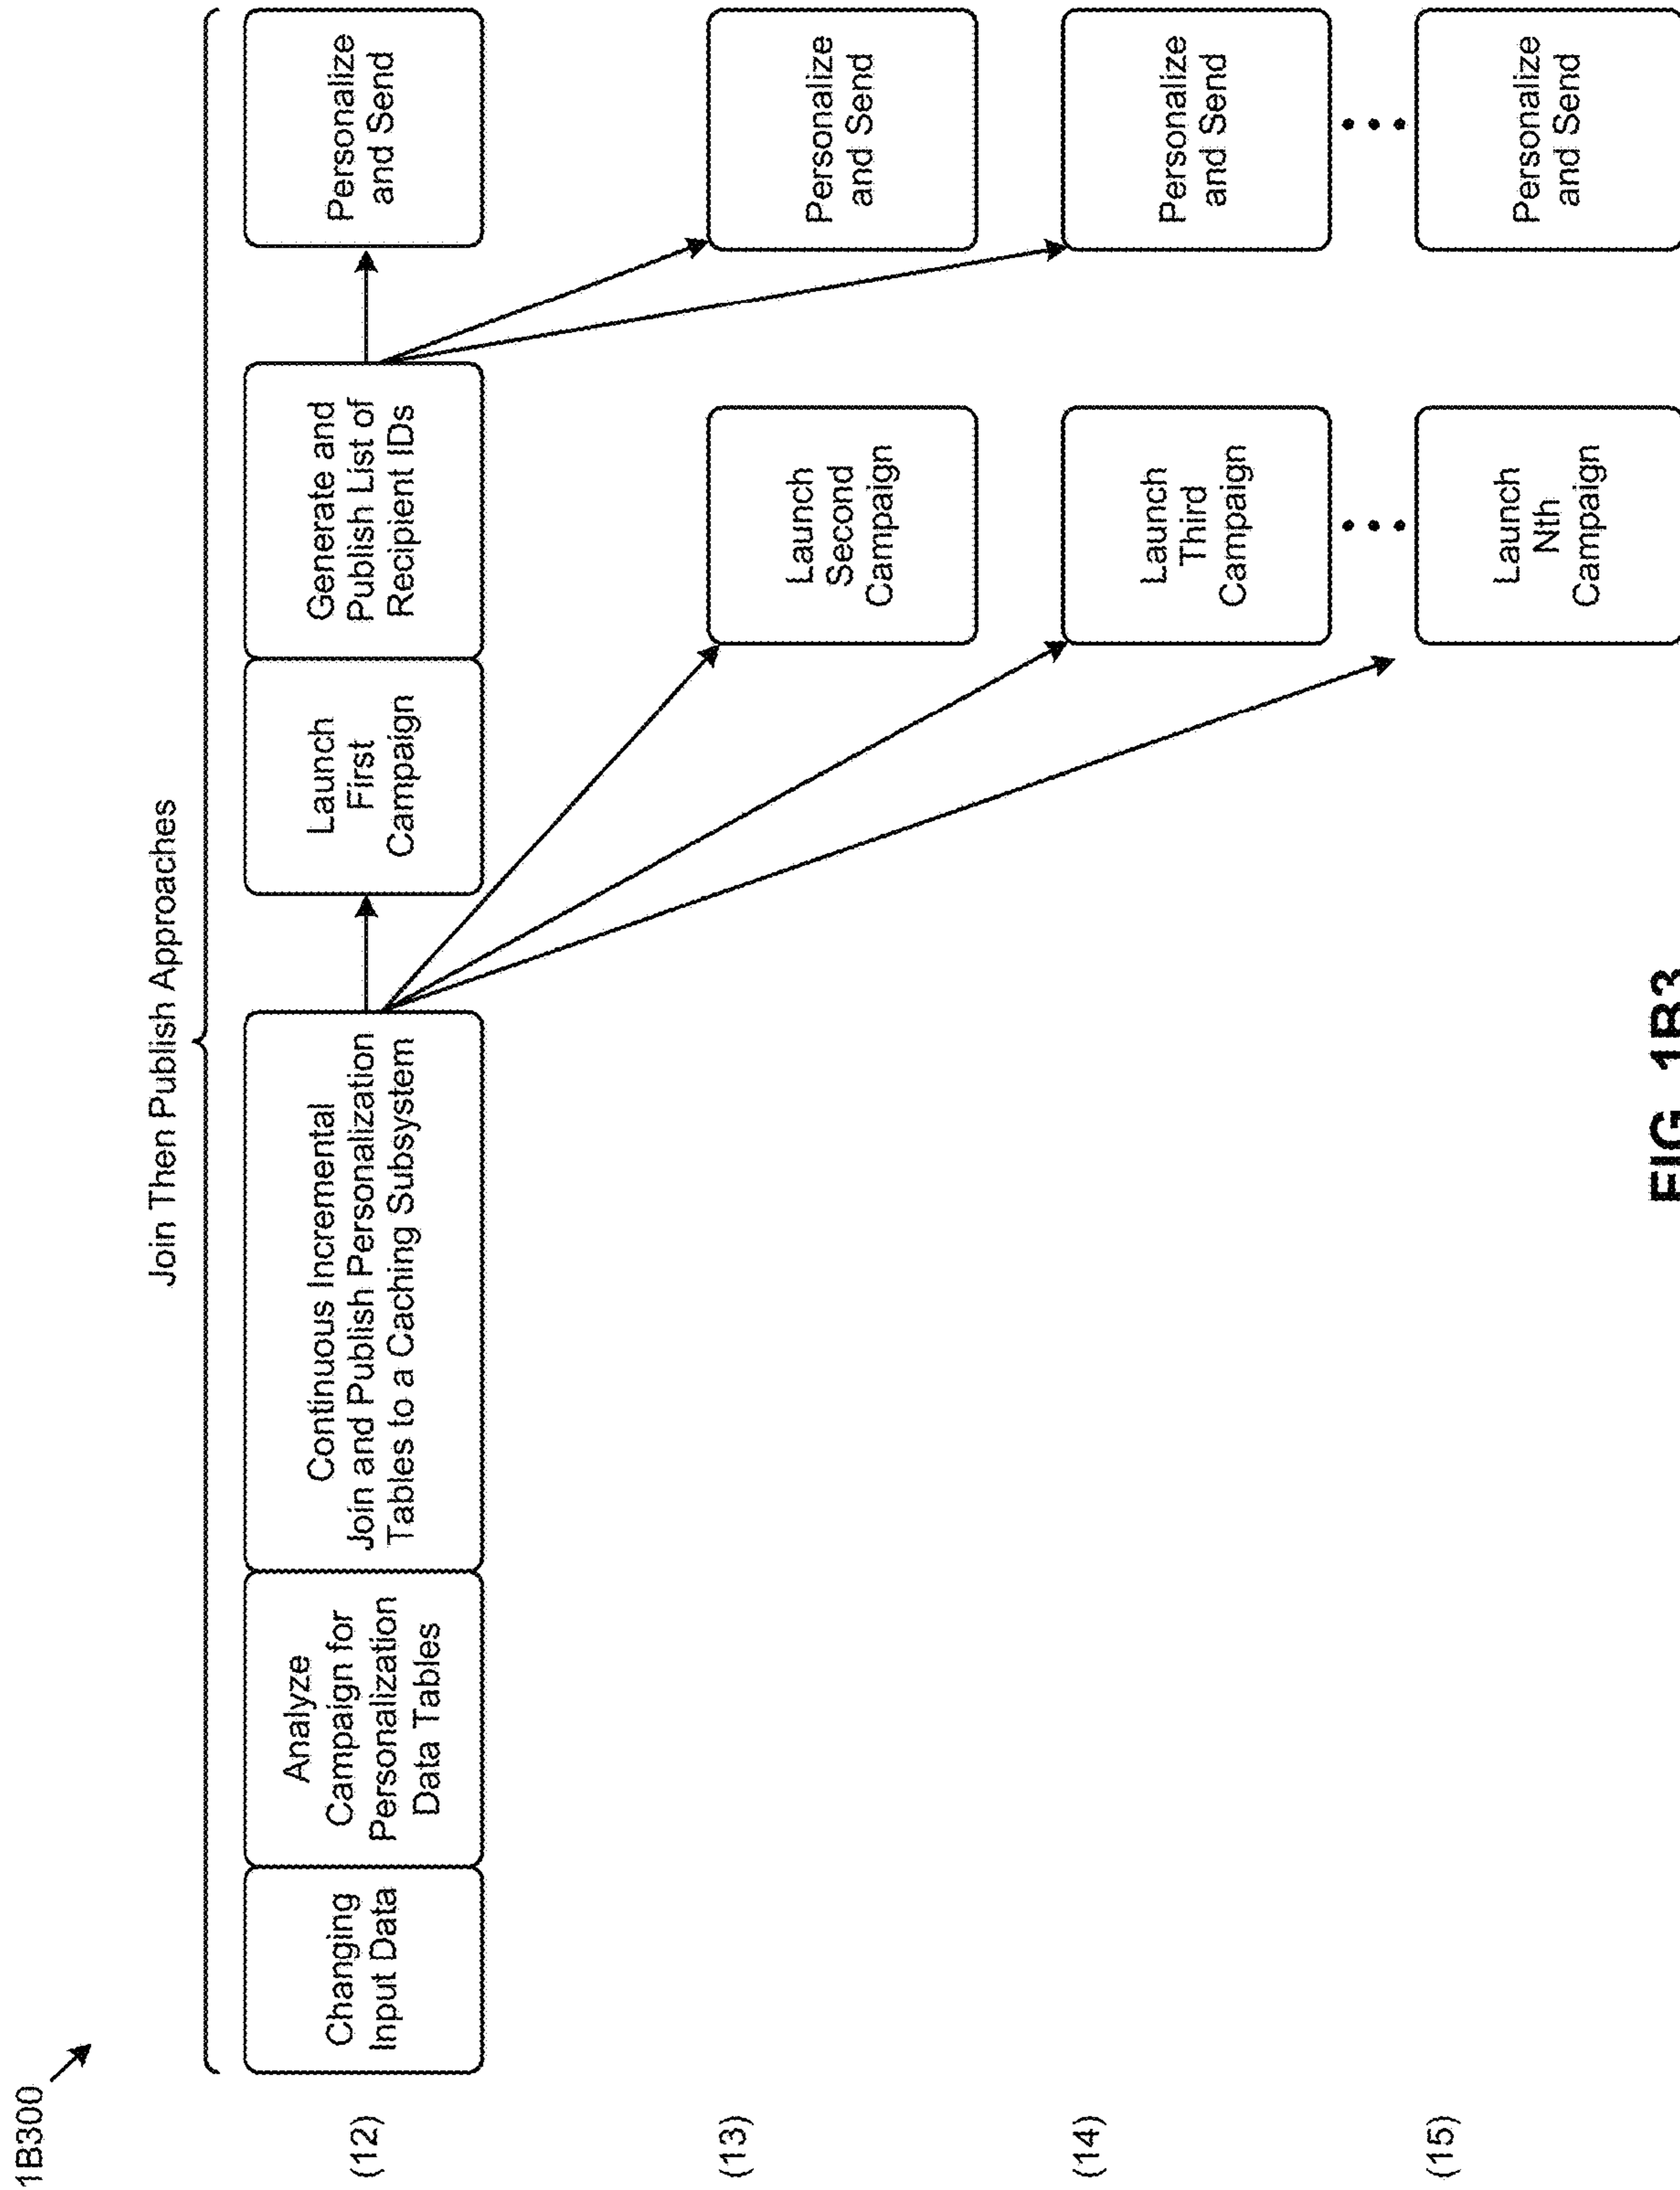 1B300
Join Then Publish Approaches
(12)
Changing
Input Data
Analyze
Campaign for
Personalization
Data Tables
Continuous Incremental
Join and Publish Personalization
Tables to a Caching Subsystem
Launch
First
Campaign
Generate and
Publish List of
Recipient IDs
Personalize
and Send
(13)
Launch
Second
Campaign
Personalize
and Send
(14)
Launch
Third
Campaign
Personalize
and Send
(15)
Launch
Nth
Campaign
Personalize
and Send
FIG. 1B3